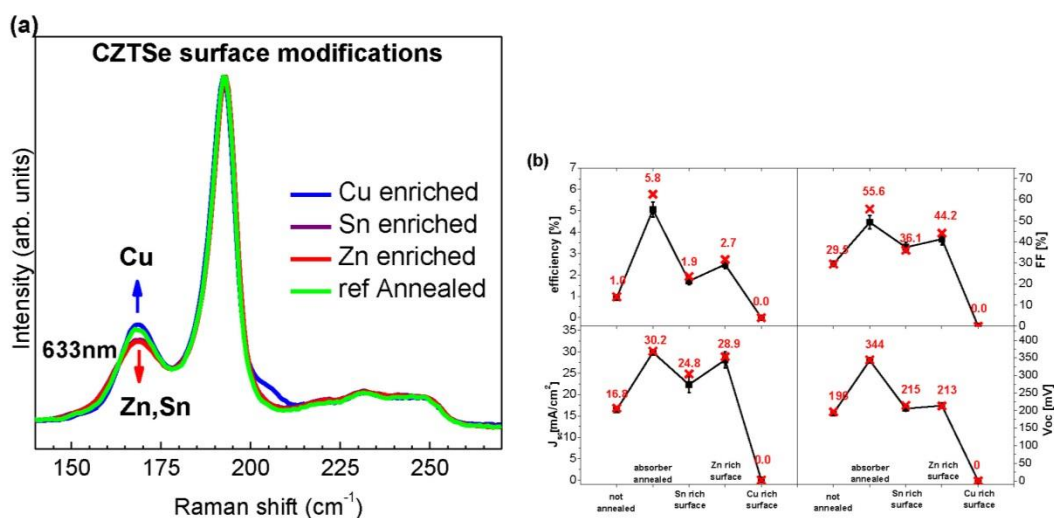 (a)
CZTSe surface modifications
Intensity (arb. units)
Cu enriched
Sn enriched
Zn enriched
ref Annealed
Cu
633nm
Zn,Sn
150 175 200 225 250
Raman shift (cm-1)
(b)
efficiency [%]
7
6
5
4
3
2
1
0
1.0
5.8
1.9
2.7
0.0
29.9
55.6
36.1
44.2
0.0
70
60
50
40
30
20
10
0
FF [%]
Jsc[mA/cm2]
35
30
25
20
15
10
5
0
16.8
30.2
24.8
28.9
0.0
344
215
213
0
400
350
300
250
200
150
100
50
0
Voc [mV]
absorber annealed
Zn rich surface
absorber annealed
Zn rich surface
not annealed
Sn rich surface
Cu rich surface
not annealed
Sn rich surface
Cu rich surface